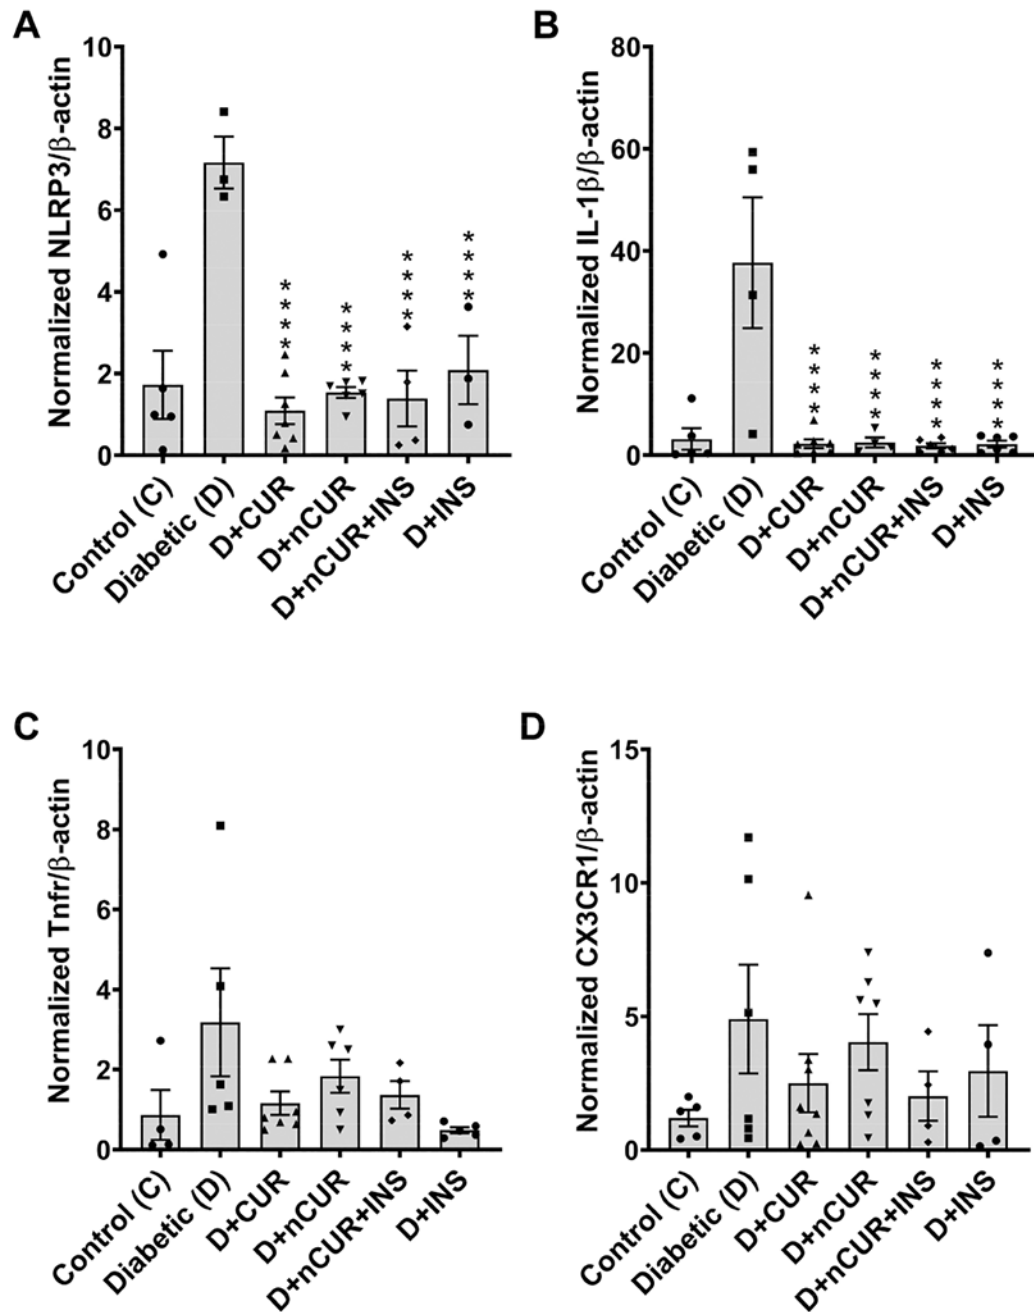 A
Normalized NLRP3/β-actin
10
8
6
4
2
0
****
****
****
****
Control (C)
Diabetic (D)
D+CUR
D+nCUR
D+nCUR+INS
D+INS
B
Normalized IL-1β/β-actin
80
60
40
20
0
****
****
****
****
Control (C)
Diabetic (D)
D+CUR
D+nCUR
D+nCUR+INS
D+INS
C
Normalized Tnfr/β-actin
10
8
6
4
2
0
Control (C)
Diabetic (D)
D+CUR
D+nCUR
D+nCUR+INS
D+INS
D
Normalized CX3CR1/β-actin
15
10
5
0
Control (C)
Diabetic (D)
D+CUR
D+nCUR
D+nCUR+INS
D+INS